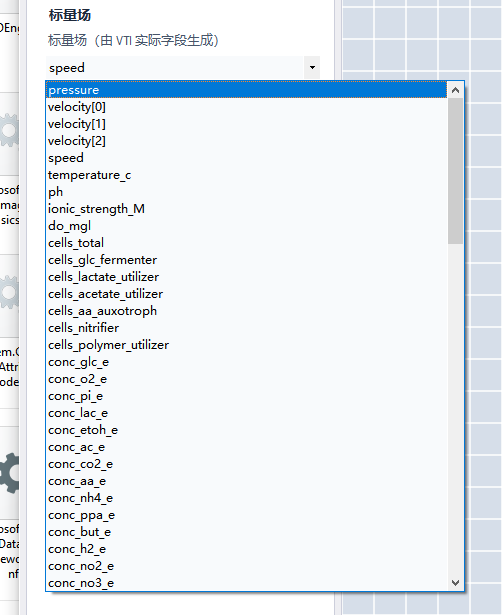 标量场
标量场（由 VTI 实际字段生成）
speed
pressure
velocity[0]
velocity[1]
velocity[2]
speed
temperature_c
ph
ionic_strength_M
do_mgl
cells_total
cells_glc_fermenter
cells_lactate_utilizer
cells_acetate_utilizer
cells_aa_auxotroph
cells_nitrifier
cells_polymer_utilizer
conc_glc_e
conc_o2_e
conc_pi_e
conc_lac_e
conc_etoh_e
conc_ac_e
conc_co2_e
conc_aa_e
conc_nh4_e
conc_ppa_e
conc_but_e
conc_h2_e
conc_no2_e
conc_no3_e
DEn
osof
mag
sics
em.C
Attri
ode
osof
Data
ewo
nf